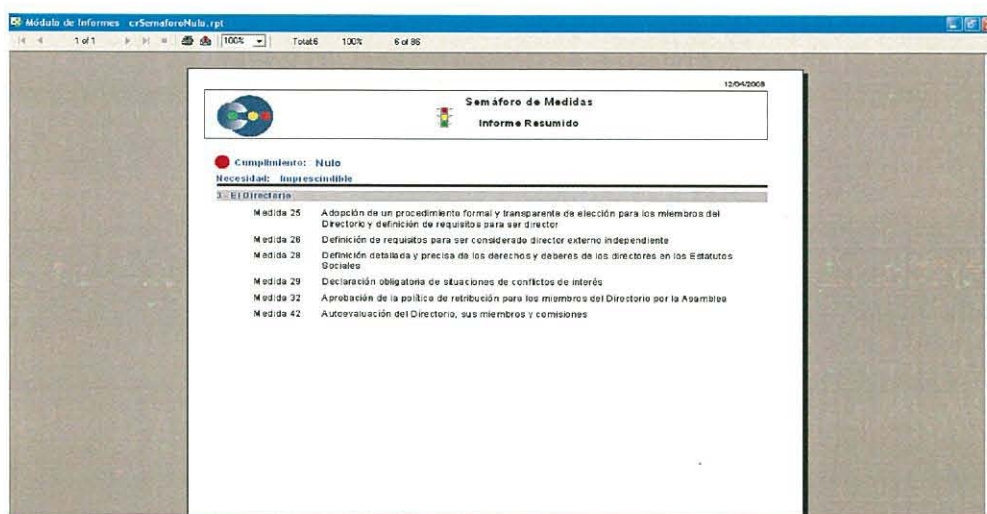 Módulo de Informes crSemaforoNulo.rpt
1 of 1 100% Total:6 100% 6 of 86
12/04/2008
Semáforo de Medidas
Informe Resumido
Cumplimiento: Nulo
Necesidad: Imprescindible
3 - El Directorio
Medida 25 Adopción de un procedimiento formal y transparente de elección para los miembros del
Directorio y definición de requisitos para ser director
Medida 26 Definición de requisitos para ser considerado director externo independiente
Medida 28 Definición detallada y precisa de los derechos y deberes de los directores en los Estatutos
Sociales
Medida 29 Declaración obligatoria de situaciones de conflictos de interés
Medida 32 Aprobación de la política de retribución para los miembros del Directorio por la Asamblea
Medida 42 Autoevaluación del Directorio, sus miembros y comisiones